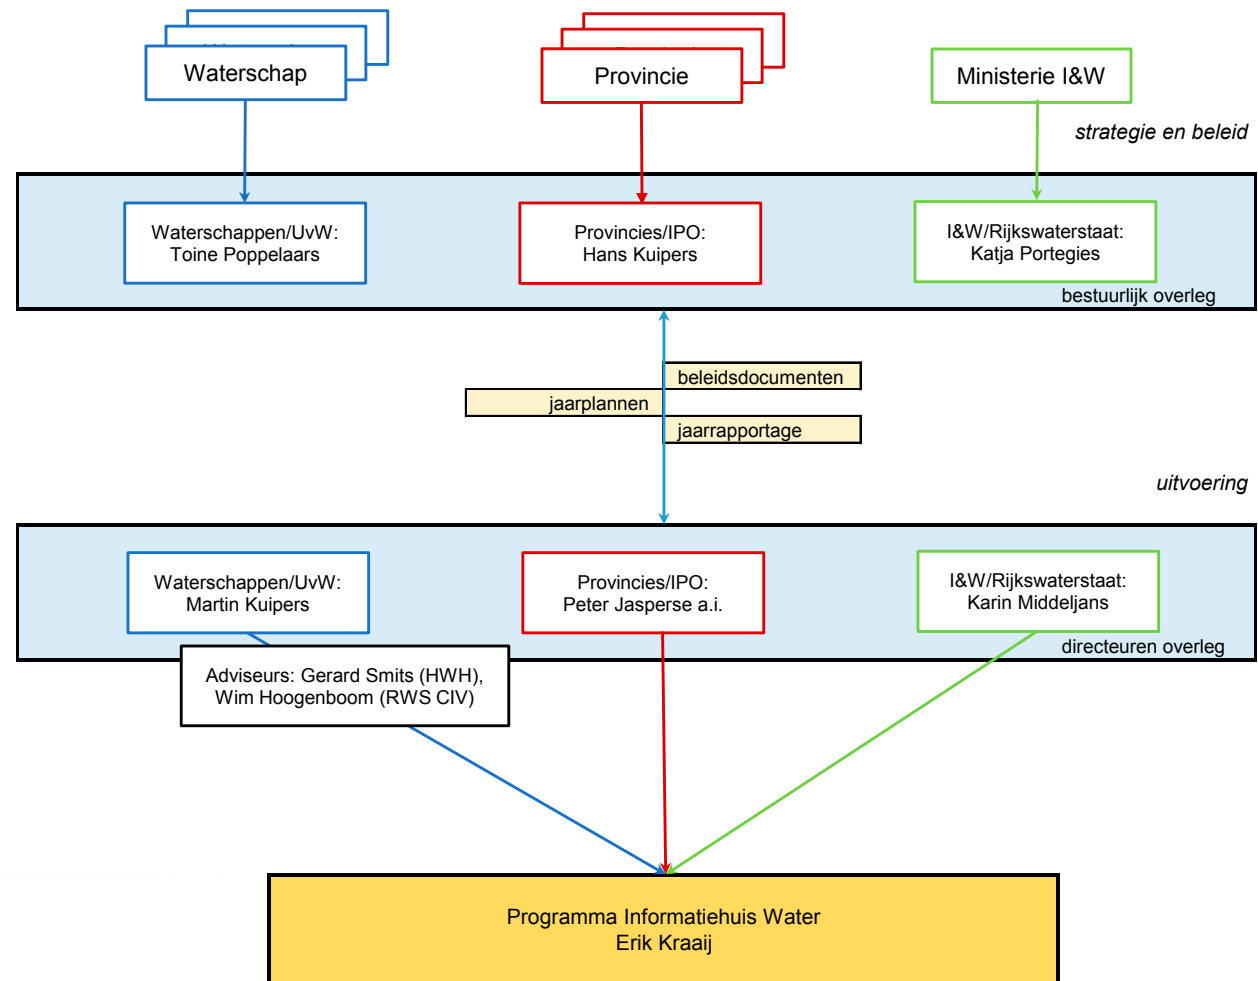 Waterschap
Provincie
Ministerie I&W
strategie en beleid
Waterschappen/UvW:
Toine Poppelaars
Provincies/IPO:
Hans Kuipers
I&W/Rijkswaterstaat:
Katja Portegies
bestuurlijk overleg
beleidsdocumenten
jaarplannen
jaarrapportage
uitvoering
Waterschappen/UvW:
Martin Kuipers
Provincies/IPO:
Peter Jasperse a.i.
I&W/Rijkswaterstaat:
Karin Middeljans
directeuren overleg
Adviseurs: Gerard Smits (HWH),
Wim Hoogenboom (RWS CIV)
Programma Informatiehuis Water
Erik Kraaij